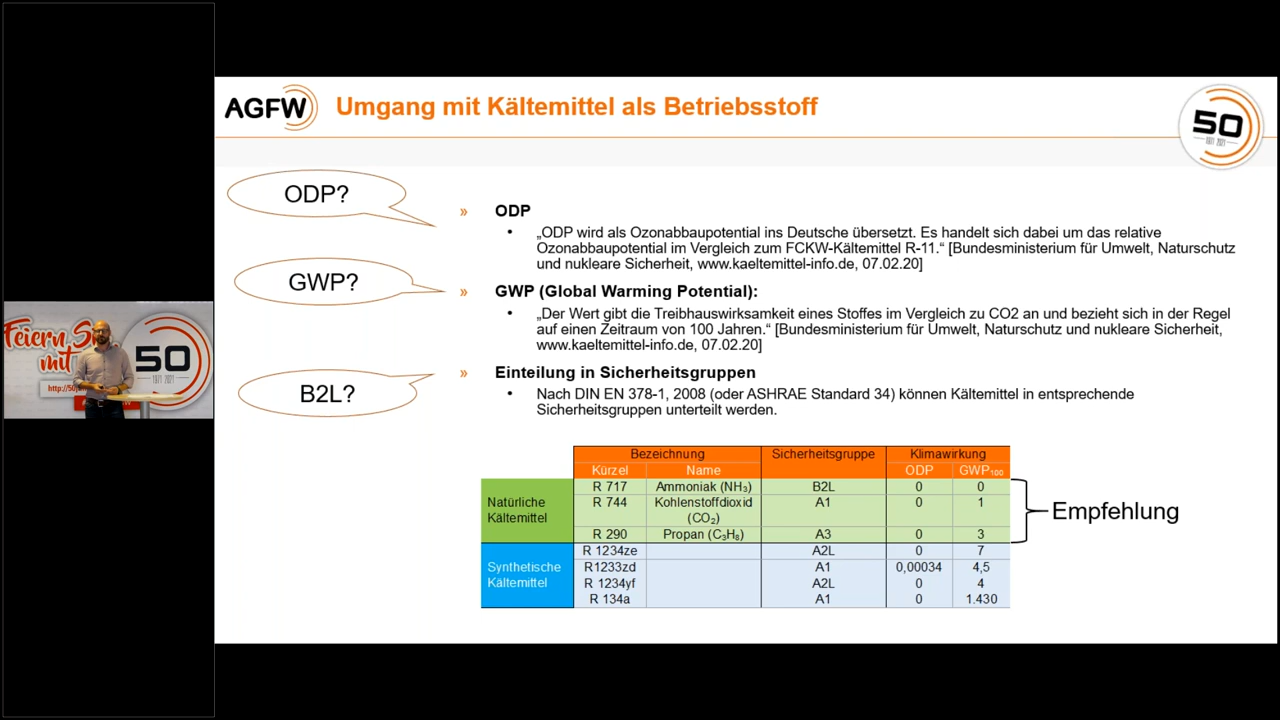 AGFW
Umgang mit Kältemittel als Betriebsstoff
50
1971 2021
ODP?
GWP?
B2L?
» ODP
• „ODP wird als Ozonabbaupotential ins Deutsche übersetzt. Es handelt sich dabei um das relative
Ozonabbaupotential im Vergleich zum FCKW-Kältemittel R-11.“ [Bundesministerium für Umwelt, Naturschutz
und nukleare Sicherheit, www.kaeltemittel-info.de, 07.02.20]
» GWP (Global Warming Potential):
• „Der Wert gibt die Treibhauswirksamkeit eines Stoffes im Vergleich zu CO2 an und bezieht sich in der Regel
auf einen Zeitraum von 100 Jahren.“ [Bundesministerium für Umwelt, Naturschutz und nukleare Sicherheit,
www.kaeltemittel-info.de, 07.02.20]
» Einteilung in Sicherheitsgruppen
• Nach DIN EN 378-1, 2008 (oder ASHRAE Standard 34) können Kältemittel in entsprechende
Sicherheitsgruppen unterteilt werden.
Bezeichnung Sicherheitsgruppe Klimawirkung
Kürzel Name ODP GWP₁₀₀
Natürliche
Kältemittel
R 717 Ammoniak (NH₃) B2L 0 0
R 744 Kohlenstoffdioxid A1 0 1
(CO₂)
R 290 Propan (C₃H₈) A3 0 3
Synthetische
Kältemittel
R 1234ze A2L 0 7
R1233zd A1 0,00034 4,5
R 1234yf A2L 0 4
R 134a A1 0 1.430
Empfehlung
Feiern S
mit
50
1971 2021